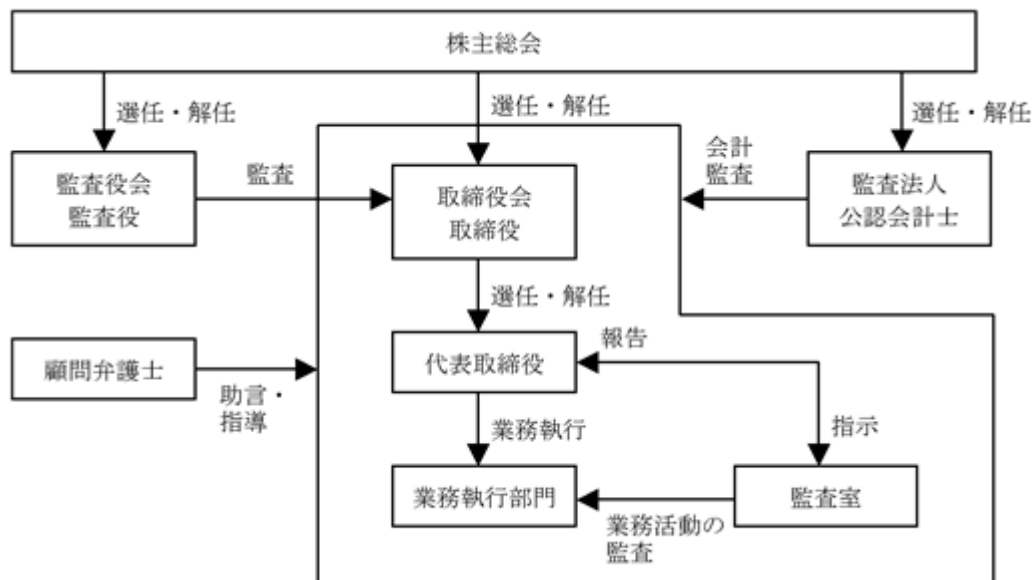 株主総会
選任・解任
選任・解任
選任・解任
監査役会
監査役
監査
取締役会
取締役
会計
監査
監査法人
公認会計士
選任・解任
顧問弁護士
助言・
指導
代表取締役
報告
業務執行
指示
業務執行部門
業務活動の
監査
監査室